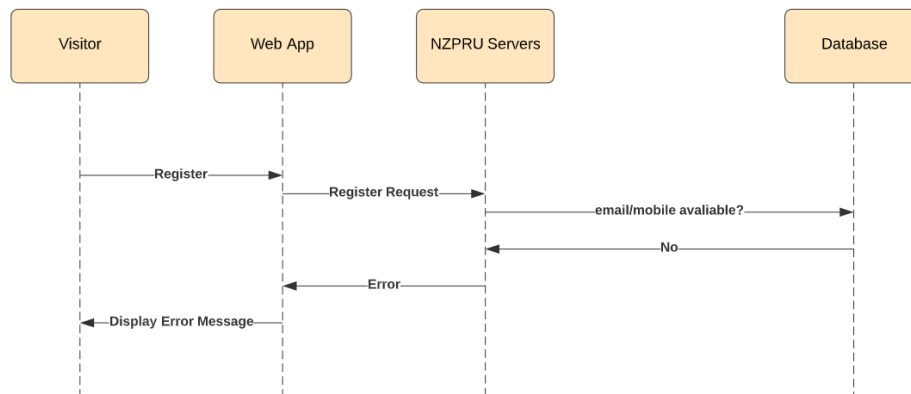 Visitor
Web App
NZPRU Servers
Database
Register
Register Request
email/mobile avaliable?
No
Error
Display Error Message